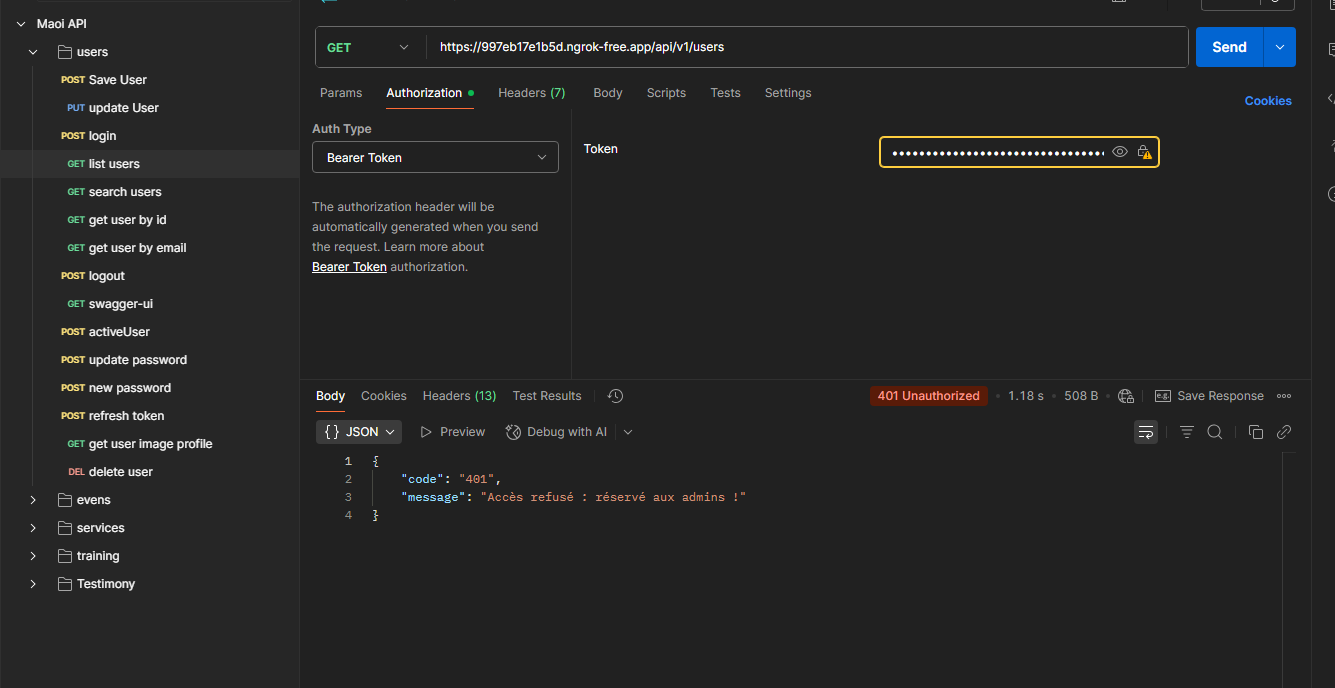 Maoi API
users
POST Save User
PUT update User
POST login
GET list users
GET search users
GET get user by id
GET get user by email
POST logout
GET swagger-ui
POST activeUser
POST update password
POST new password
POST refresh token
GET get user image profile
DEL delete user
evens
services
training
Testimony
GET https://997eb17e1b5d.ngrok-free.app/api/v1/users Send
Params Authorization Headers (7) Body Scripts Tests Settings
Cookies
Auth Type
Bearer Token
The authorization header will be
automatically generated when you send
the request. Learn more about
Bearer Token authorization.
Token
Body Cookies Headers (13) Test Results 401 Unauthorized 1.18 s 508 B e.g. Save Response
{} JSON Preview Debug with AI
1 {
2 "code": "401",
3 "message": "Accès refusé : réservé aux admins !"
4 }